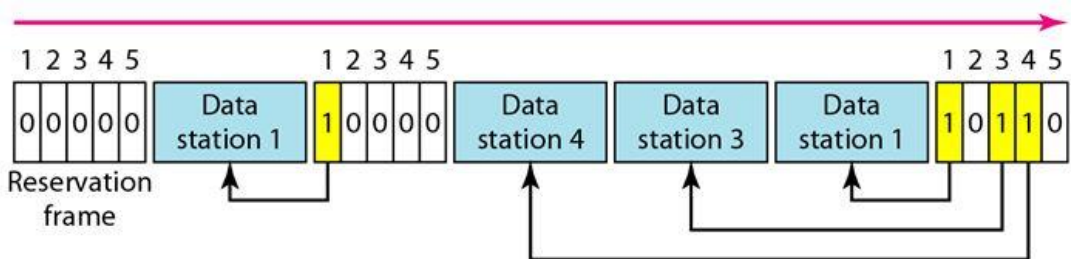 1 2 3 4 5 1 2 3 4 5 1 2 3 4 5
0 0 0 0 0
Data
station 1
1 0 0 0 0
Data
station 4
Data
station 3
Data
station 1
1 0 1 1 0
Reservation
frame